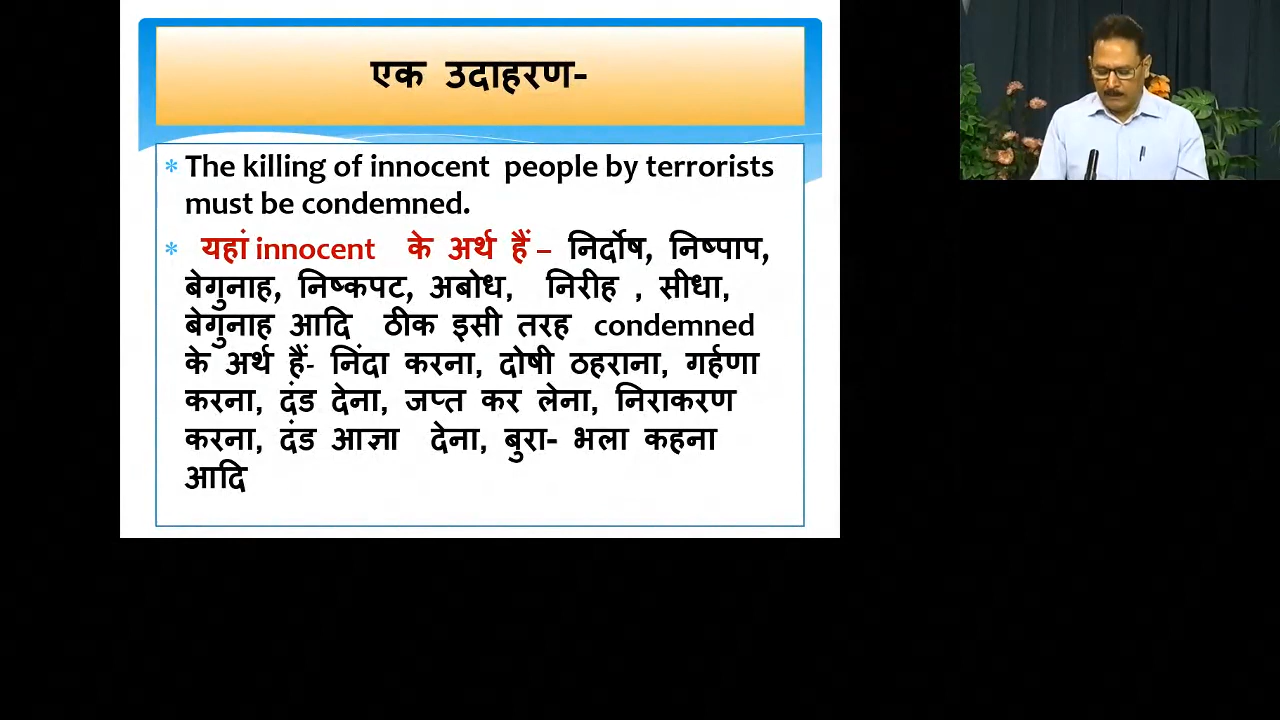 एक उदाहरण-
* The killing of innocent people by terrorists
must be condemned.
* यहां innocent के अर्थ हैं – निर्दोष, निष्पाप,
बेगुनाह, निष्कपट, अबोध, निरीह , सीधा,
बेगुनाह आदि ठीक इसी तरह condemned
के अर्थ हैं- निंदा करना, दोषी ठहराना, गर्हणा
करना, दंड देना, जप्त कर लेना, निराकरण
करना, दंड आज्ञा देना, बुरा- भला कहना
आदि